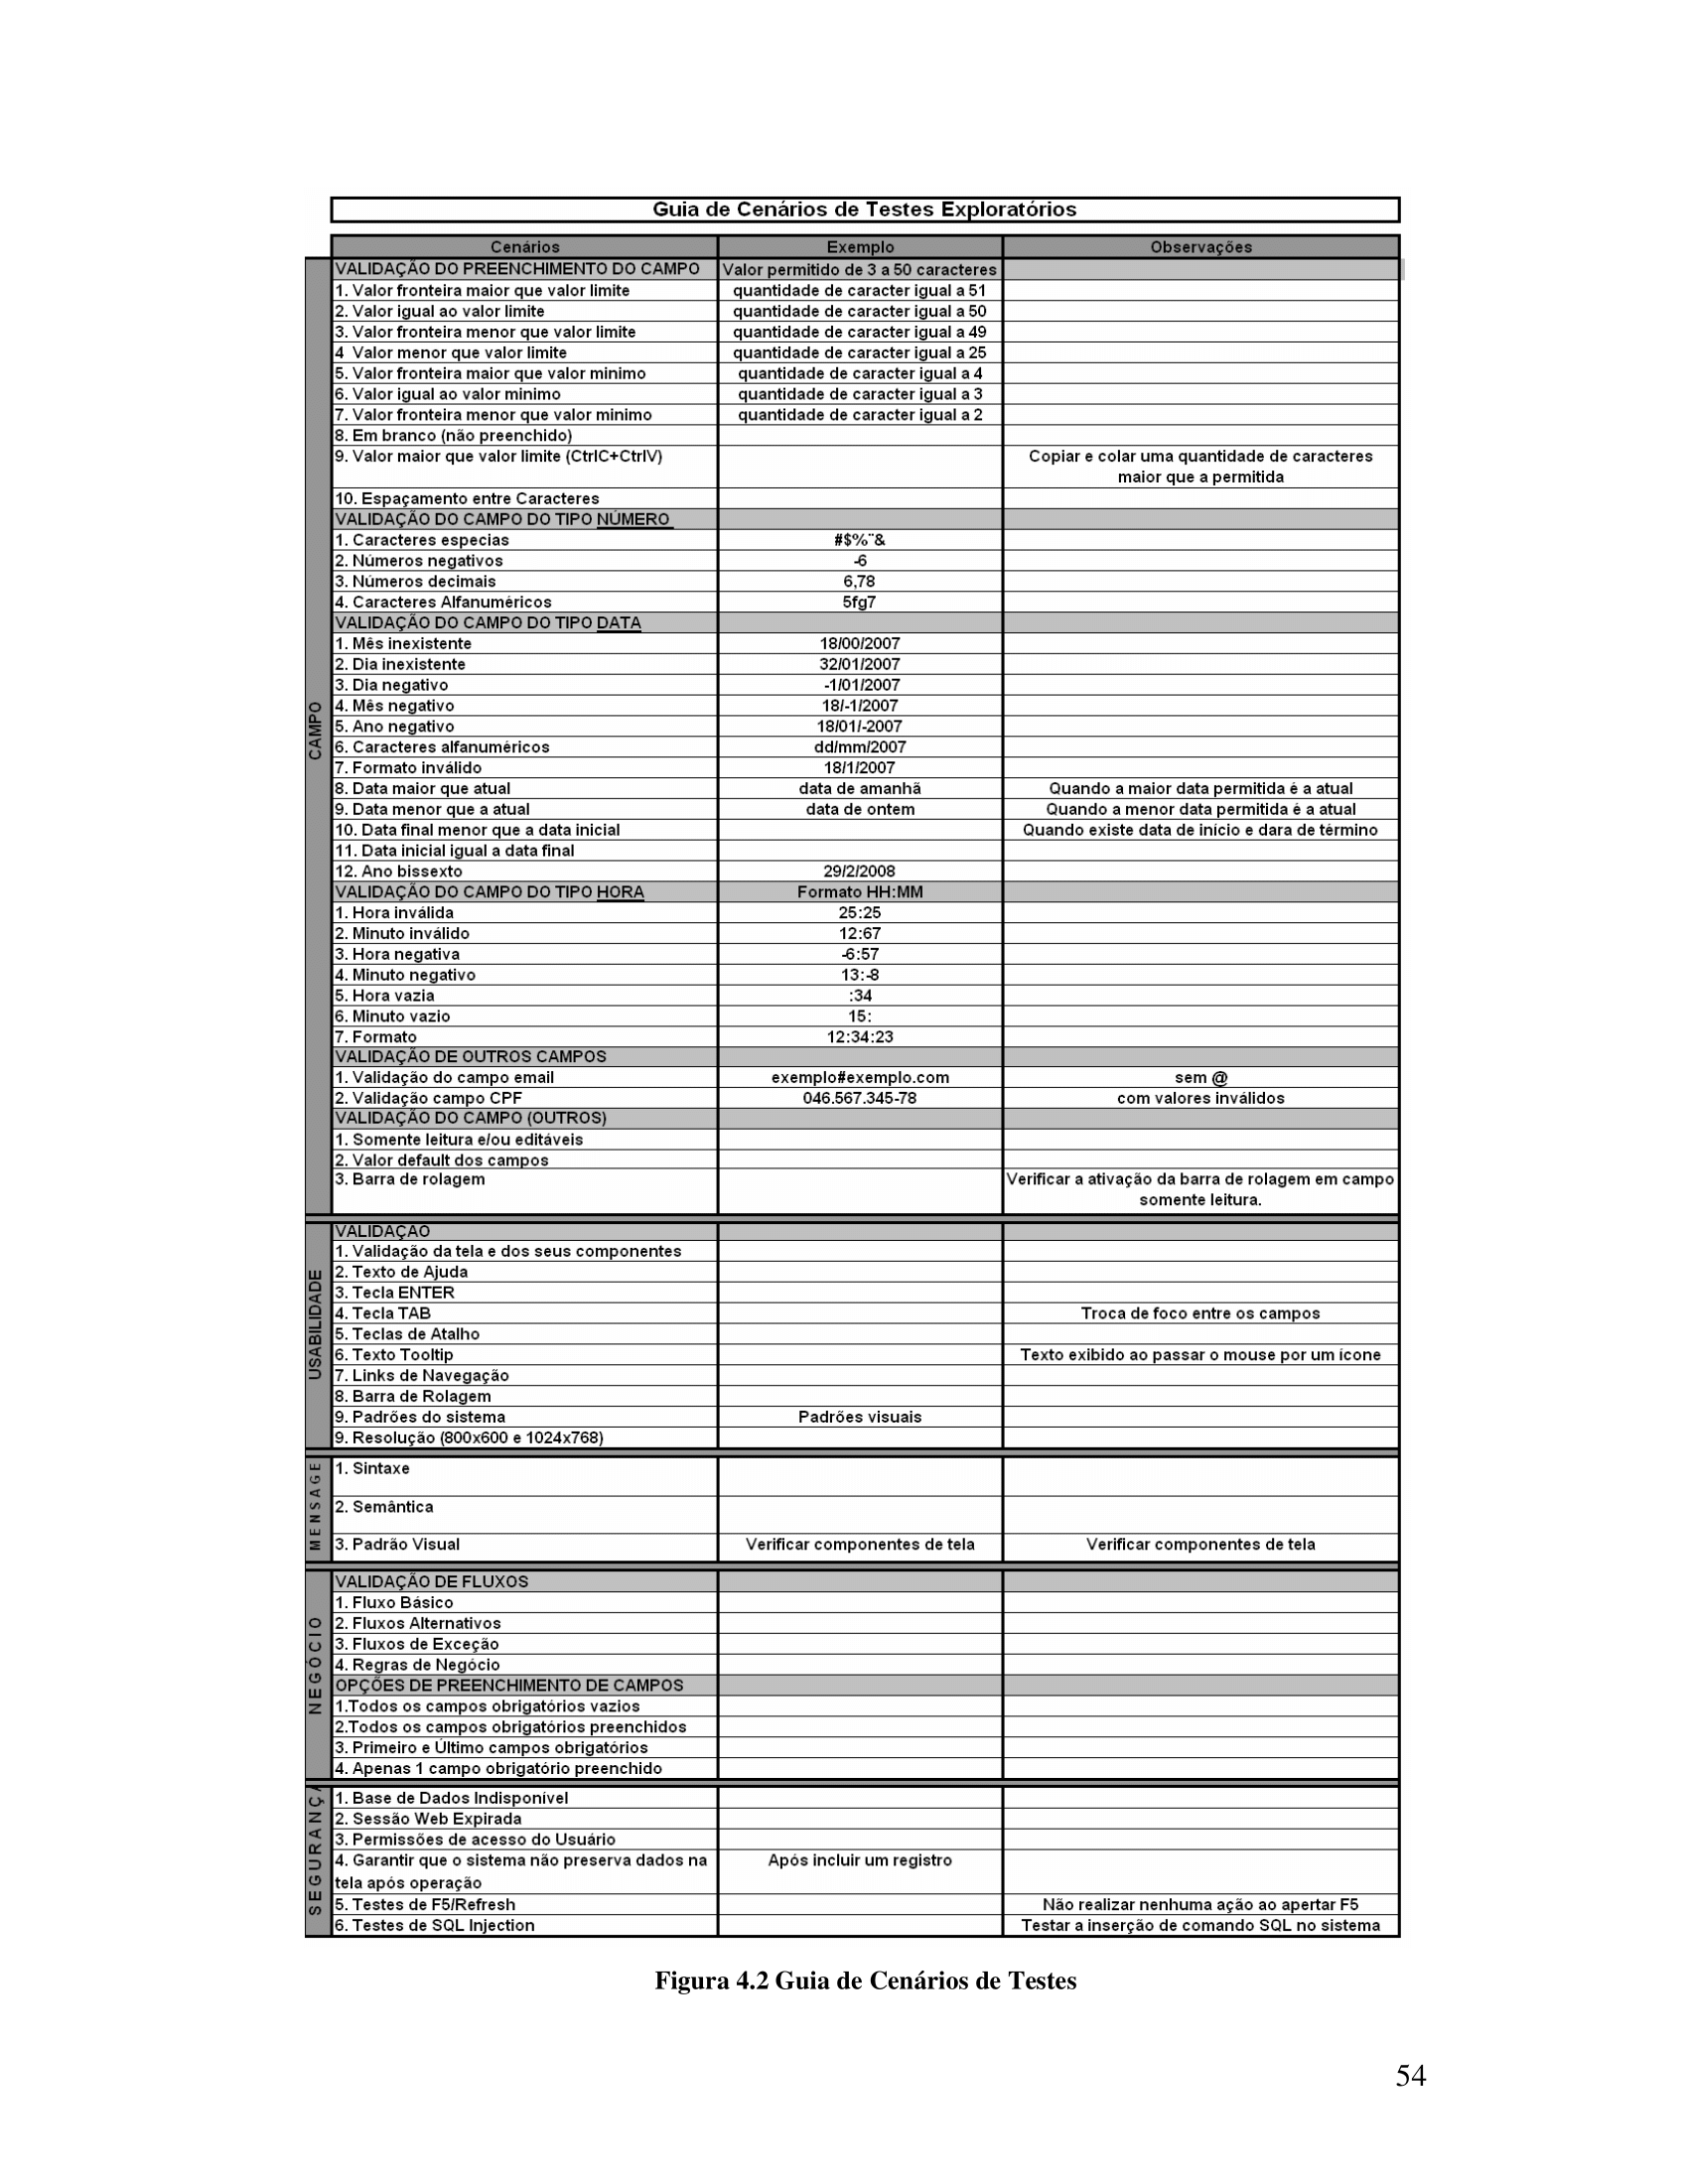 Guia de Cenários de Testes Exploratórios
Cenários Exemplo Observações
CAMPO
VALIDAÇÃO DO PREENCHIMENTO DO CAMPO Valor permitido de 3 a 50 caracteres
1. Valor fronteira maior que valor limite quantidade de caracter igual a 51
2. Valor igual ao valor limite quantidade de caracter igual a 50
3. Valor fronteira menor que valor limite quantidade de caracter igual a 49
4 Valor menor que valor limite quantidade de caracter igual a 25
5. Valor fronteira maior que valor minimo quantidade de caracter igual a 4
6. Valor igual ao valor minimo quantidade de caracter igual a 3
7. Valor fronteira menor que valor minimo quantidade de caracter igual a 2
8. Em branco (não preenchido)
9. Valor maior que valor limite (CtrlC+CtrlV) Copiar e colar uma quantidade de caracteres
maior que a permitida
10. Espaçamento entre Caracteres
VALIDAÇÃO DO CAMPO DO TIPO NÚMERO
1. Caracteres especias #$%¨&
2. Números negativos -6
3. Números decimais 6,78
4. Caracteres Alfanuméricos 5fg7
VALIDAÇÃO DO CAMPO DO TIPO DATA
1. Mês inexistente 18/00/2007
2. Dia inexistente 32/01/2007
3. Dia negativo -1/01/2007
4. Mês negativo 18/-1/2007
5. Ano negativo 18/01/-2007
6. Caracteres alfanuméricos dd/mm/2007
7. Formato inválido 18/1/2007
8. Data maior que atual data de amanhã Quando a maior data permitida é a atual
9. Data menor que a atual data de ontem Quando a menor data permitida é a atual
10. Data final menor que a data inicial Quando existe data de início e dara de término
11. Data inicial igual a data final
12. Ano bissexto 29/2/2008
VALIDAÇÃO DO CAMPO DO TIPO HORA Formato HH:MM
1. Hora inválida 25:25
2. Minuto inválido 12:67
3. Hora negativa -6:57
4. Minuto negativo 13:-8
5. Hora vazia :34
6. Minuto vazio 15:
7. Formato 12:34:23
VALIDAÇÃO DE OUTROS CAMPOS
1. Validação do campo email exemplo#exemplo.com sem @
2. Validação campo CPF 046.567.345-78 com valores inválidos
VALIDAÇÃO DO CAMPO (OUTROS)
1. Somente leitura e/ou editáveis
2. Valor default dos campos
3. Barra de rolagem Verificar a ativação da barra de rolagem em campo
somente leitura.
USABILIDADE
VALIDAÇÃO
1. Validação da tela e dos seus componentes
2. Texto de Ajuda
3. Tecla ENTER
4. Tecla TAB Troca de foco entre os campos
5. Teclas de Atalho
6. Texto Tooltip Texto exibido ao passar o mouse por um ícone
7. Links de Navegação
8. Barra de Rolagem
9. Padrões do sistema Padrões visuais
9. Resolução (800x600 e 1024x768)
MENSAGE
1. Sintaxe
2. Semântica
3. Padrão Visual Verificar componentes de tela Verificar componentes de tela
NEGÓCIO
VALIDAÇÃO DE FLUXOS
1. Fluxo Básico
2. Fluxos Alternativos
3. Fluxos de Exceção
4. Regras de Negócio
OPÇÕES DE PREENCHIMENTO DE CAMPOS
1.Todos os campos obrigatórios vazios
2.Todos os campos obrigatórios preenchidos
3. Primeiro e Último campos obrigatórios
4. Apenas 1 campo obrigatório preenchido
SEGURANÇA
1. Base de Dados Indisponível
2. Sessão Web Expirada
3. Permissões de acesso do Usuário
4. Garantir que o sistema não preserva dados na Após incluir um registro
tela após operação
5. Testes de F5/Refresh Não realizar nenhuma ação ao apertar F5
6. Testes de SQL Injection Testar a inserção de comando SQL no sistema
Figura 4.2 Guia de Cenários de Testes
54